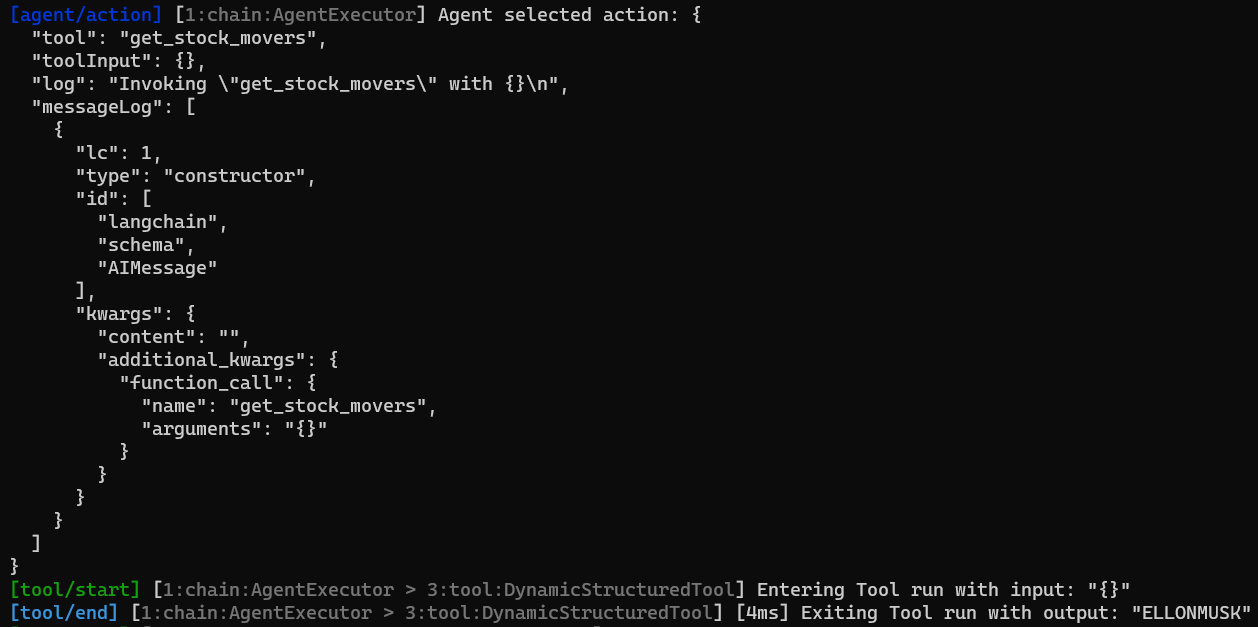 [agent/action] [1:chain:AgentExecutor] Agent selected action: {
  "tool": "get_stock_movers",
  "toolInput": {},
  "log": "Invoking \"get_stock_movers\" with {}\n",
  "messageLog": [
    {
      "lc": 1,
      "type": "constructor",
      "id": [
        "langchain",
        "schema",
        "AIMessage"
      ],
      "kwargs": {
        "content": "",
        "additional_kwargs": {
          "function_call": {
            "name": "get_stock_movers",
            "arguments": "{}"
          }
        }
      }
    }
  ]
}
[tool/start] [1:chain:AgentExecutor > 3:tool:DynamicStructuredTool] Entering Tool run with input: "{}"
[tool/end] [1:chain:AgentExecutor > 3:tool:DynamicStructuredTool] [4ms] Exiting Tool run with output: "ELLONMUSK"